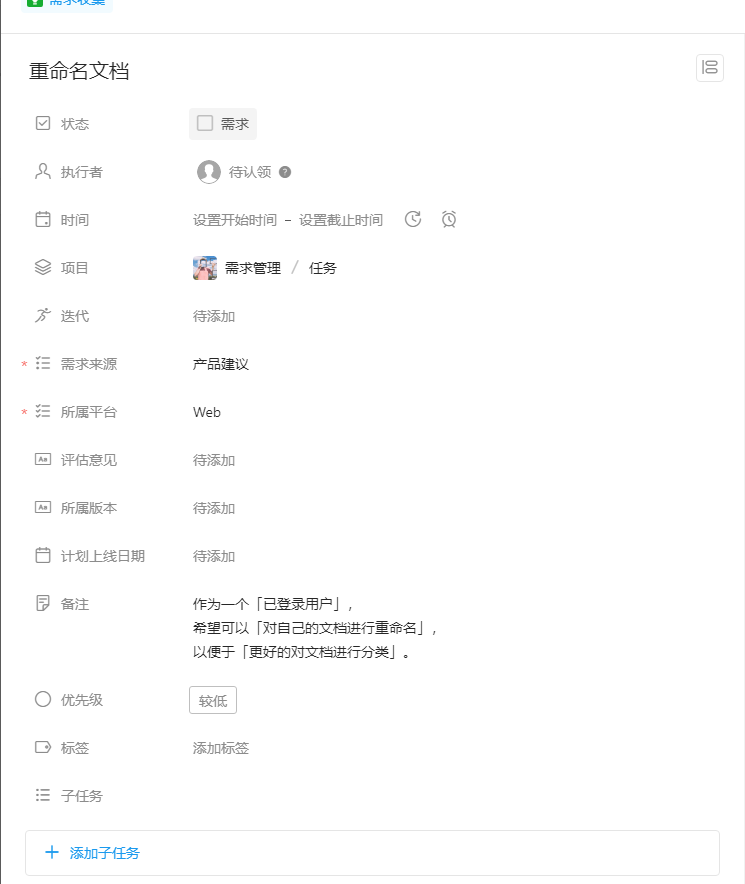 需求收集
重命名文档
状态 需求
执行者 待认领 ?
时间 设置开始时间 – 设置截止时间
项目 需求管理 / 任务
迭代 待添加
* 需求来源 产品建议
* 所属平台 Web
评估意见 待添加
所属版本 待添加
计划上线日期 待添加
备注 作为一个「已登录用户」,
希望可以「对自己的文档进行重命名」,
以便于「更好的对文档进行分类」。
优先级 较低
标签 添加标签
子任务
+ 添加子任务